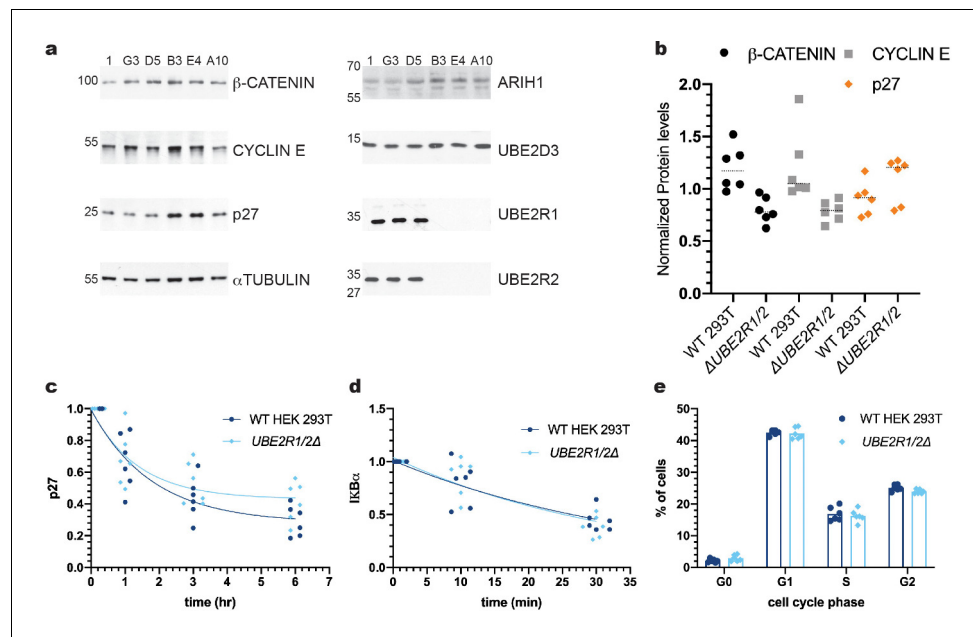 a
1 G3 D5 B3 E4 A10
100
β-CATENIN
55
CYCLIN E
25
p27
55
αTUBULIN
1 G3 D5 B3 E4 A10
70
55
ARIH1
15
UBE2D3
35
UBE2R1
35
27
UBE2R2
b
β-CATENIN
CYCLIN E
p27
Normalized Protein levels
2.0
1.5
1.0
0.5
0.0
WT 293T
ΔUBE2R1/2
WT 293T
ΔUBE2R1/2
WT 293T
ΔUBE2R1/2
c
WT HEK 293T
UBE2R1/2Δ
p27
1.0
0.8
0.6
0.4
0.2
0.0
0 1 2 3 4 5 6 7
time (hr)
d
WT HEK 293T
UBE2R1/2Δ
IKBα
1.5
1.0
0.5
0.0
0 10 20 30 40
time (min)
e
WT HEK 293T
UBE2R1/2Δ
% of cells
50
40
30
20
10
0
G0 G1 S G2
cell cycle phase